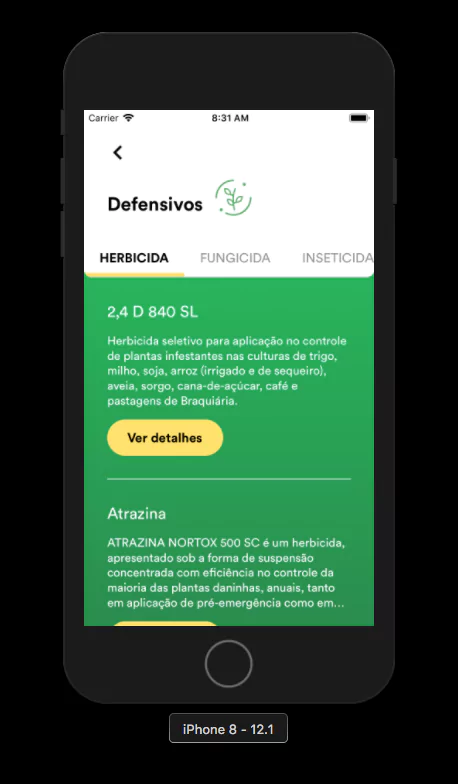 Carrier 8:31 AM
Defensivos
HERBICIDA FUNGICIDA INSETICIDA
2,4 D 840 SL
Herbicida seletivo para aplicação no controle
de plantas infestantes nas culturas de trigo,
milho, soja, arroz (irrigado e de sequeiro),
aveia, sorgo, cana-de-açúcar, café e
pastagens de Braquiária.
Ver detalhes
Atrazina
ATRAZINA NORTOX 500 SC é um herbicida,
apresentado sob a forma de suspensão
concentrada com eficiência no controle da
maioria das plantas daninhas, anuais, tanto
em aplicação de pré-emergência como em...
iPhone 8 - 12.1